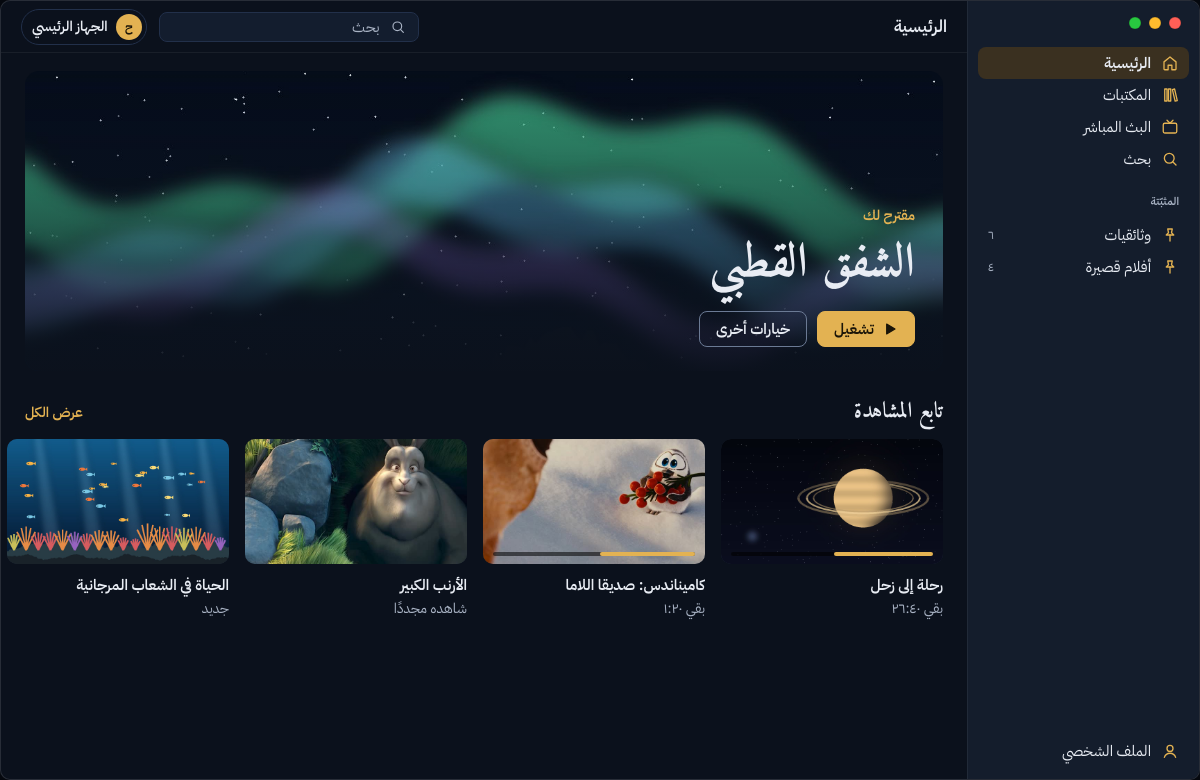 الرئيسية
المكتبات
البث المباشر
بحث
المثبّتة
وثائقيات ٦
أفلام قصيرة ٤
الملف الشخصي
الرئيسية
بحث
ح الجهاز الرئيسي
مقترح لك
الشفق القطبي
تشغيل
خيارات أخرى
تابع المشاهدة
عرض الكل
رحلة إلى زحل
بقي ٢٦:٤٠
كاميناندس: صديقا اللاما
بقي ١:٢٠
الأرنب الكبير
شاهده مجددًا
الحياة في الشعاب المرجانية
جديد